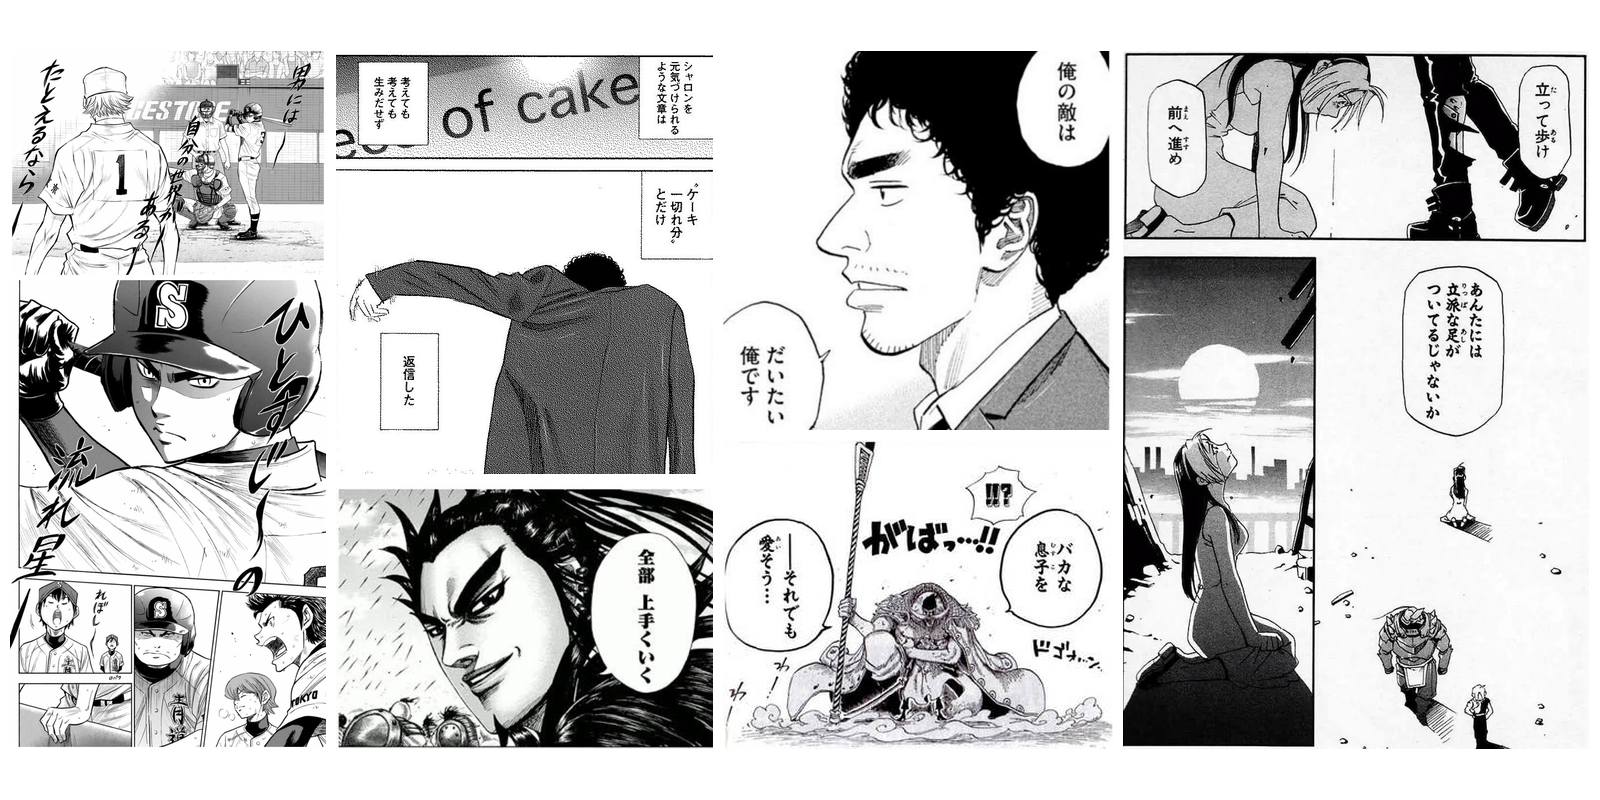 男には
自分の世界がある
たとえるなら
1
ひとすじの
流れ星
S
れぼし
S
青道
TOKYO
シャロンを
元気づけられる
ような文章は
考えても
考えても
生みだせず
of cake
“ケーキ
一切れ分”
とだけ
返信した
全部 上手くいく
俺の敵は
だいたい
俺です
!!?
がばっ…!!
バカな
息子を
──それでも
愛そう…
ドゴォォン
立って歩け
前へ進め
あんたには
立派な足が
ついてるじゃないか